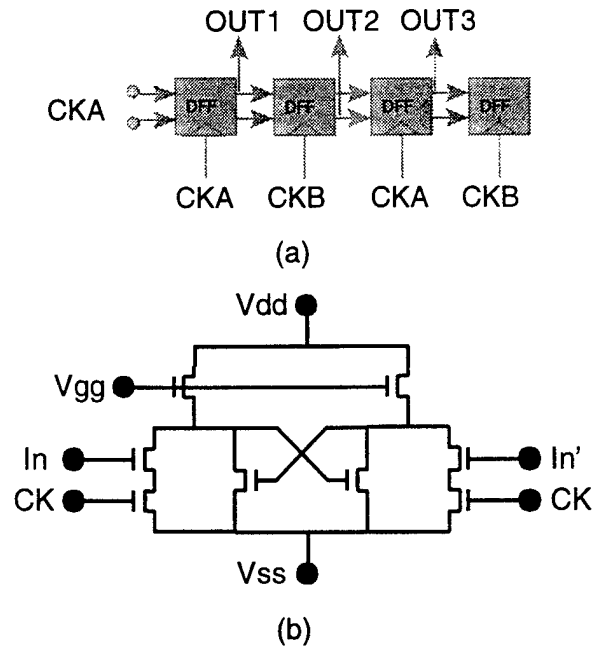 OUT1 OUT2 OUT3
CKA
DFF DFF DFF DFF
CKA CKB CKA CKB
(a)
Vdd
Vgg
In In'
CK CK
Vss
(b)